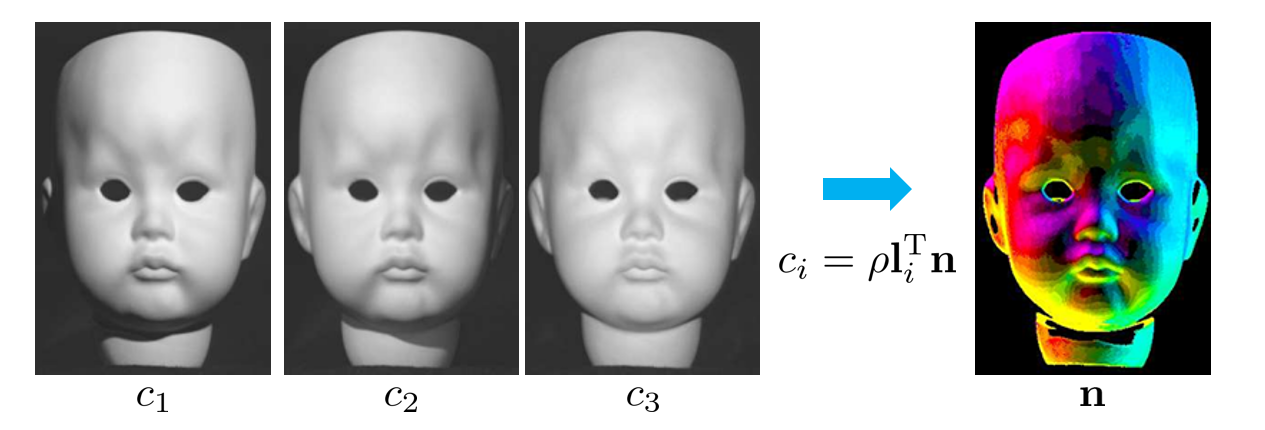 cᵢ = ρlᵢᵀn
c₁ c₂ c₃ n